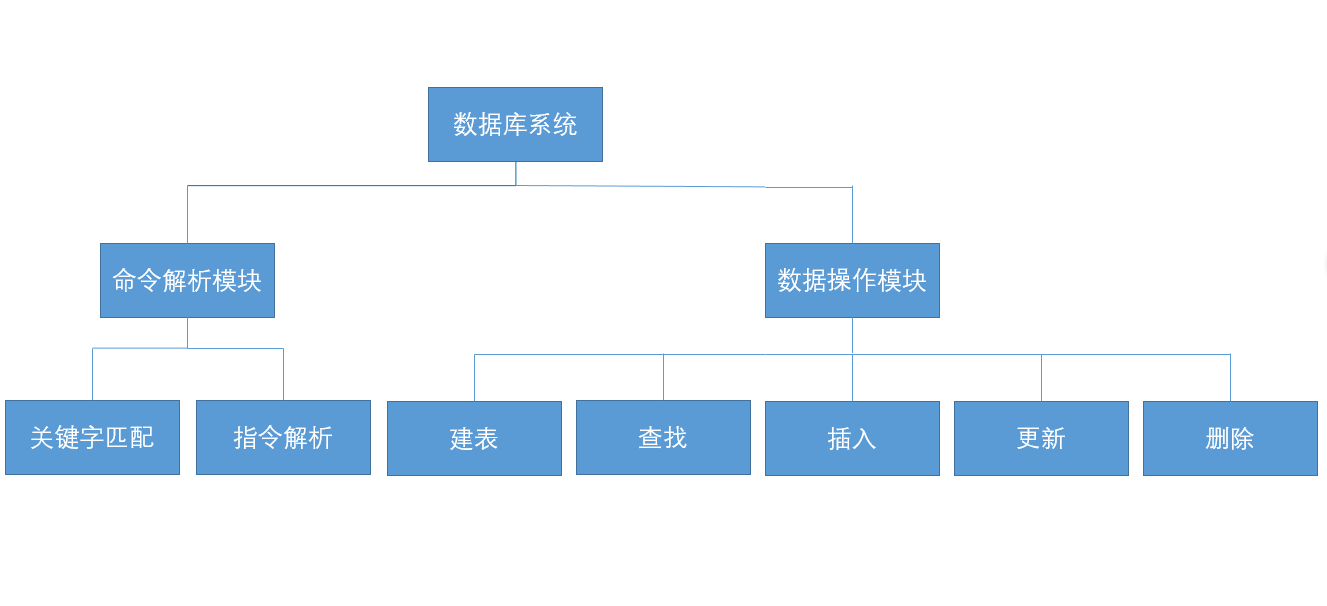 数据库系统
命令解析模块
数据操作模块
关键字匹配
指令解析
建表
查找
插入
更新
删除